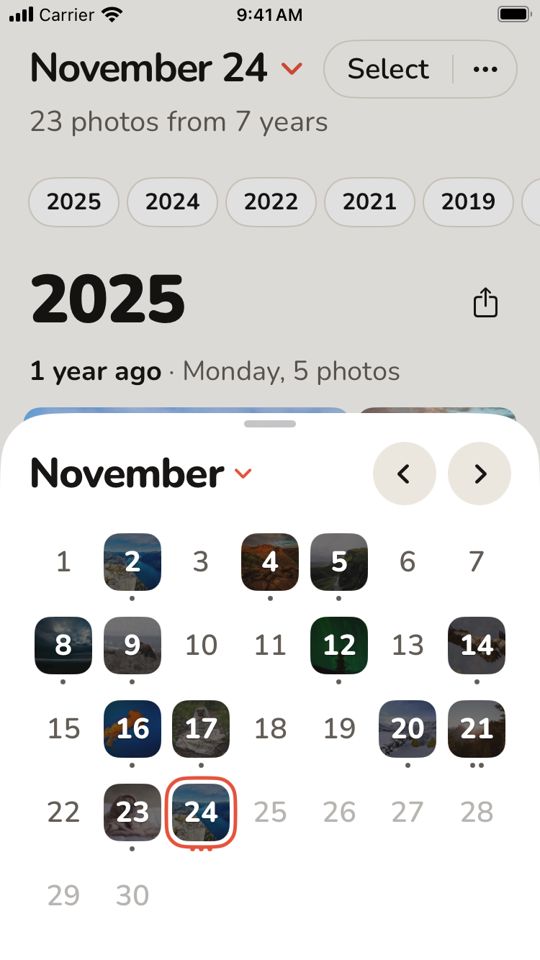 Carrier 9:41 AM
November 24 Select
23 photos from 7 years
2025 2024 2022 2021 2019
2025
1 year ago · Monday, 5 photos
November
1 2 3 4 5 6 7
8 9 10 11 12 13 14
15 16 17 18 19 20 21
22 23 24 25 26 27 28
29 30